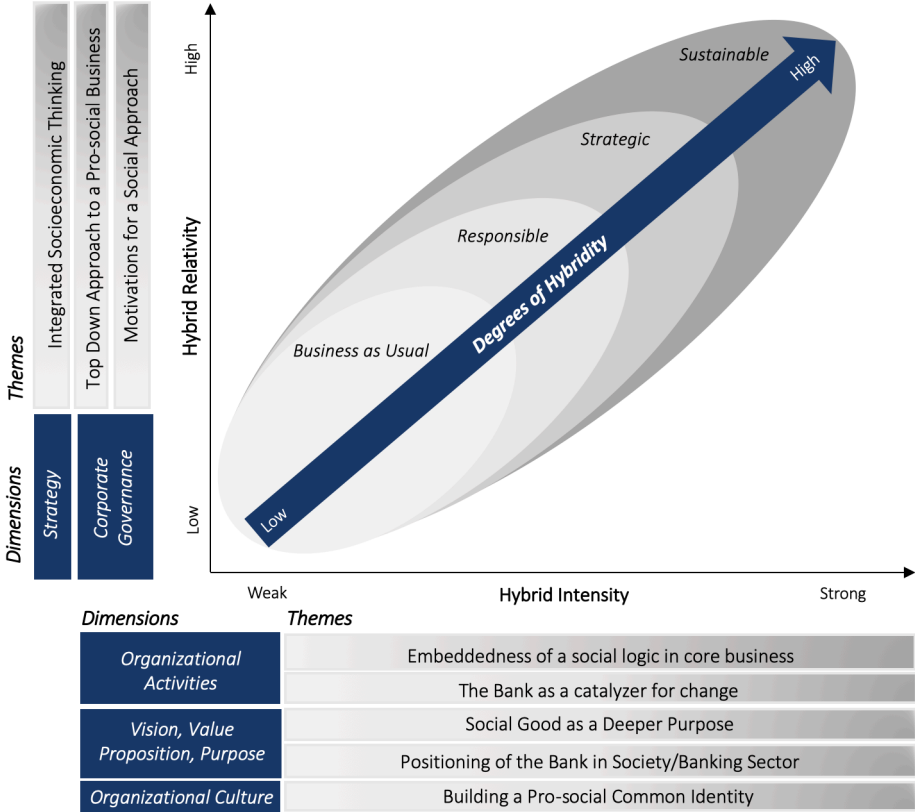 Themes
Integrated Socioeconomic Thinking
Top Down Approach to a Pro-social Business
Motivations for a Social Approach
Dimensions
Strategy
Corporate
Governance
Hybrid Relativity
High
Low
Sustainable
Strategic
Responsible
Business as Usual
High
Degrees of Hybridity
Low
Weak
Hybrid Intensity
Strong
Dimensions
Themes
Organizational
Activities
Embeddedness of a social logic in core business
The Bank as a catalyzer for change
Vision, Value
Proposition, Purpose
Social Good as a Deeper Purpose
Positioning of the Bank in Society/Banking Sector
Organizational Culture
Building a Pro-social Common Identity